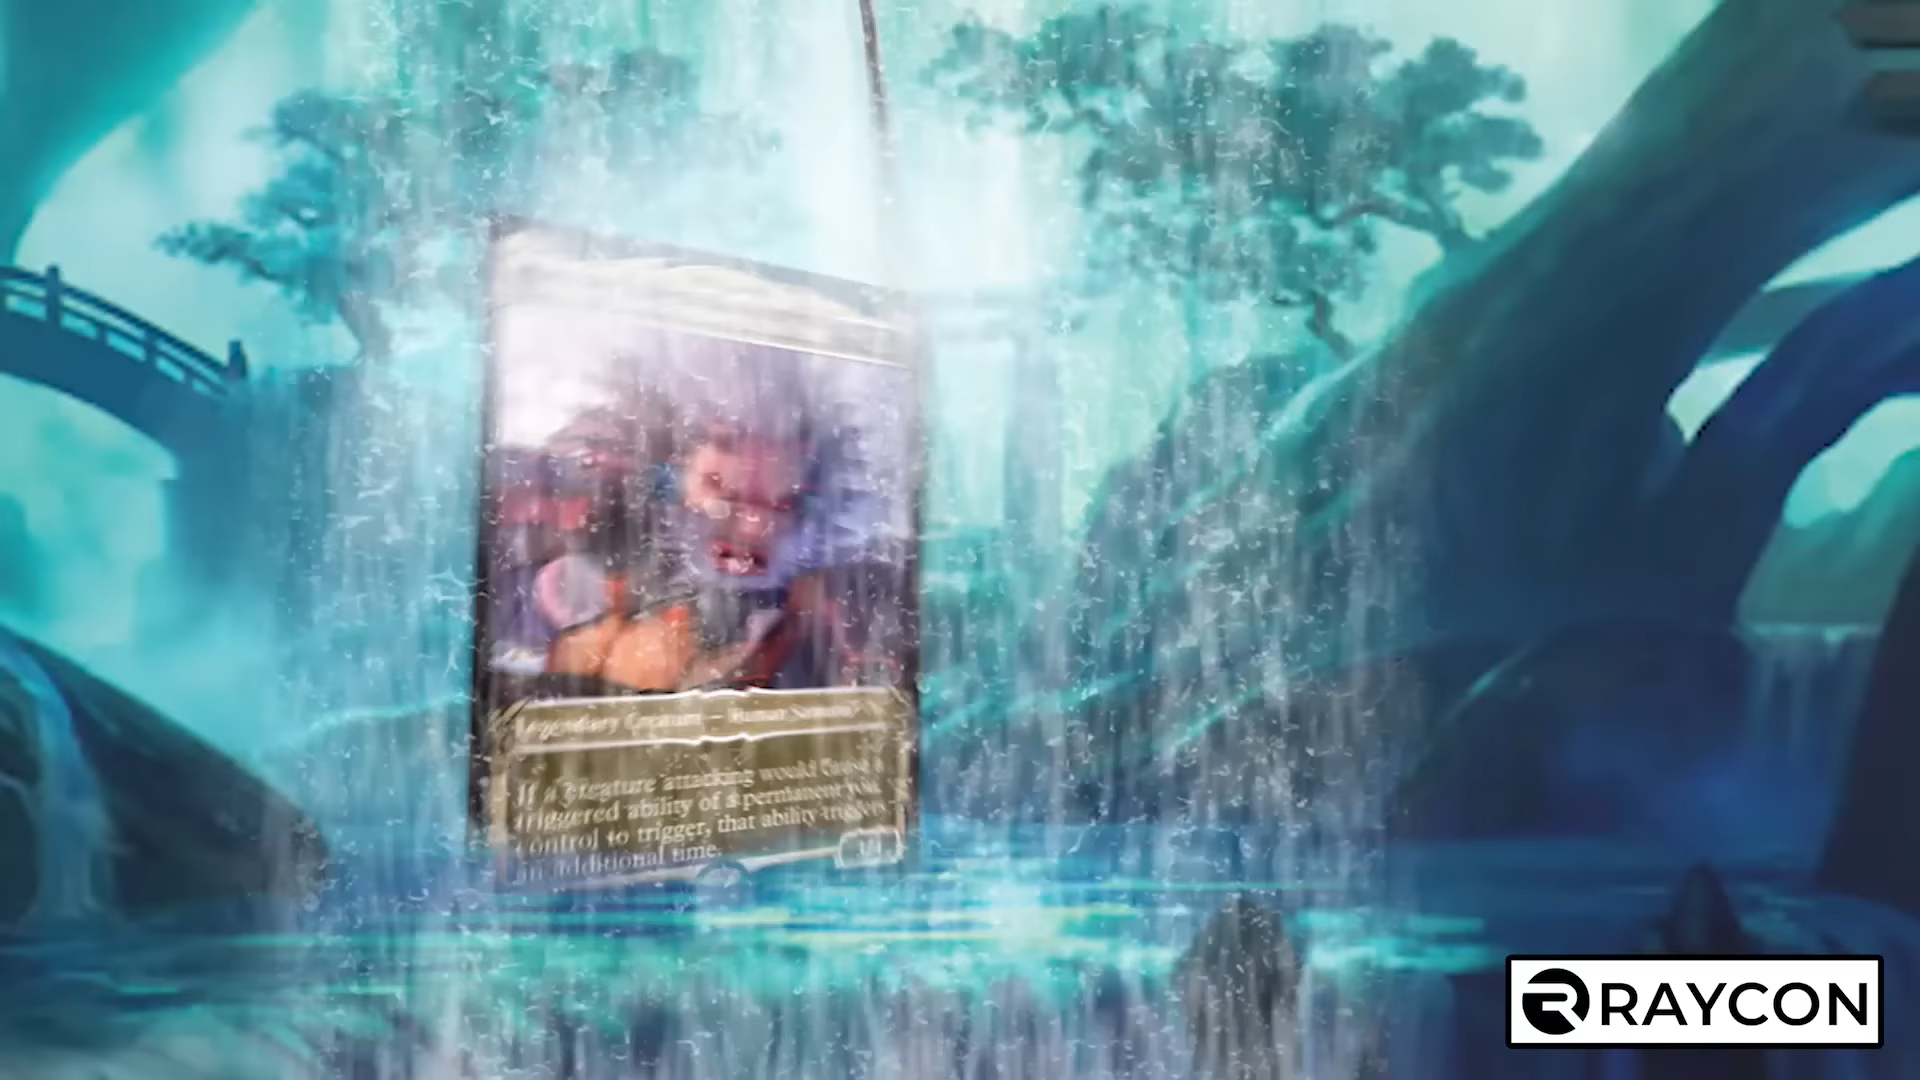 Legendary Creature — Human Samurai
If a creature attacking would cause a
triggered ability of a permanent you
control to trigger, that ability triggers
an additional time.
RAYCON